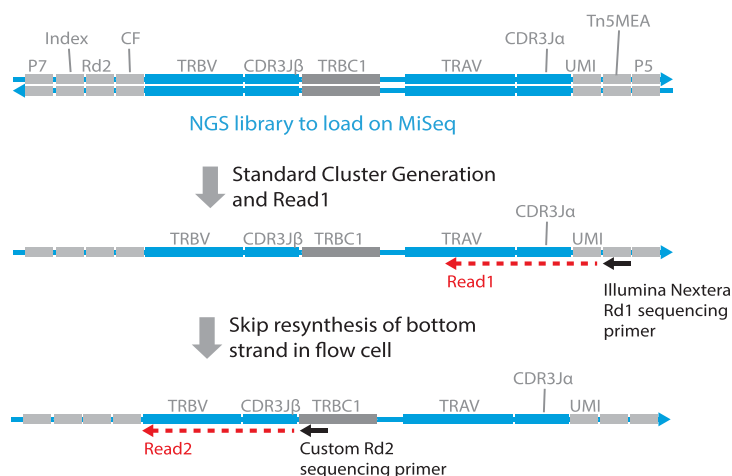 Index CF CDR3Jα Tn5MEA
P7 Rd2 TRBV CDR3Jβ TRBC1 TRAV UMI P5
NGS library to load on MiSeq
Standard Cluster Generation
and Read1
CDR3Jα
TRBV CDR3Jβ TRBC1 TRAV UMI
Read1
Illumina Nextera
Rd1 sequencing
primer
Skip resynthesis of bottom
strand in flow cell
CDR3Jα
TRBV CDR3Jβ TRBC1 TRAV UMI
Read2
Custom Rd2
sequencing primer